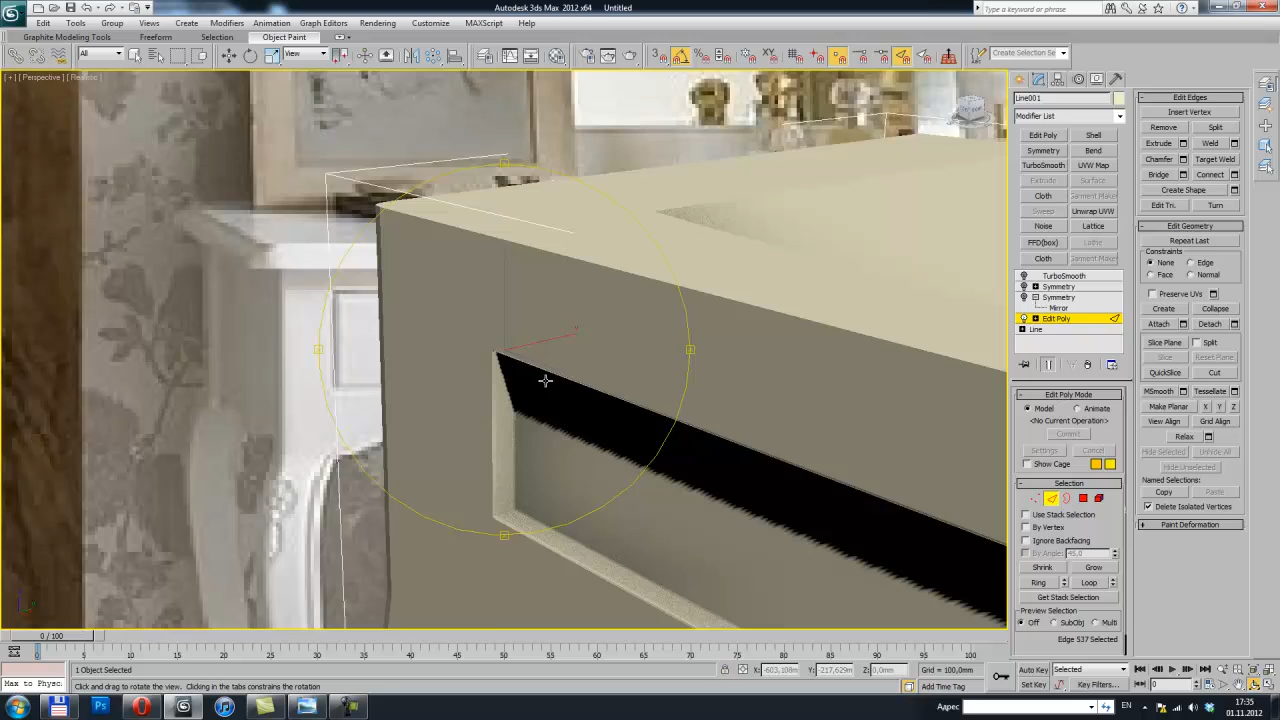 Autodesk 3ds Max 2012 x64 Untitled
Type a keyword or phrase
Edit Tools Group Views Create Modifiers Animation Graph Editors Rendering Customize MAXScript Help
Graphite Modeling Tools Freeform Selection Object Paint
All View Create Selection Se
[ + ] [ Perspective ] [ Realistic ]
Line001
Modifier List
Edit Poly Shell
Symmetry Bend
TurboSmooth UVW Map
Extrude Surface
Cloth Garment Maker
Sweep Unwrap UVW
Noise Lattice
FFD(box) Lathe
Cloth Garment Maker
TurboSmooth
Symmetry
Symmetry
Mirror
Edit Poly
Line
Edit Poly Mode
Model Animate
<No Current Operation>
Commit
Settings Cancel
Show Cage
Selection
Use Stack Selection
By Vertex
Ignore Backfacing
By Angle: 45,0
Shrink Grow
Ring Loop
Get Stack Selection
Preview Selection
Off SubObj Multi
Edge 537 Selected
Edit Edges
Insert Vertex
Remove Split
Extrude Weld
Chamfer Target Weld
Bridge Connect
Create Shape
Edit Tri. Turn
Edit Geometry
Repeat Last
Constraints
None Edge
Face Normal
Preserve UVs
Create Collapse
Attach Detach
Slice Plane Split
Slice Reset Plane
QuickSlice Cut
MSmooth Tessellate
Make Planar X Y Z
View Align Grid Align
Relax
Hide Selected Unhide All
Hide Unselected
Named Selections:
Copy Paste
Delete Isolated Vertices
Paint Deformation
0 / 100
0 5 10 15 20 25 30 35 40 45 50 55 60 65 70 75 80 85 90 95 100
1 Object Selected X: -603,108m Y: -217,629m Z: 0,0mm Grid = 100,0mm Auto Key Selected
Max to Physc Click and drag to rotate the view. Clicking in the tabs constrains the rotation Add Time Tag Set Key Key Filters... 0
Адрес EN 17:35
01.11.2012